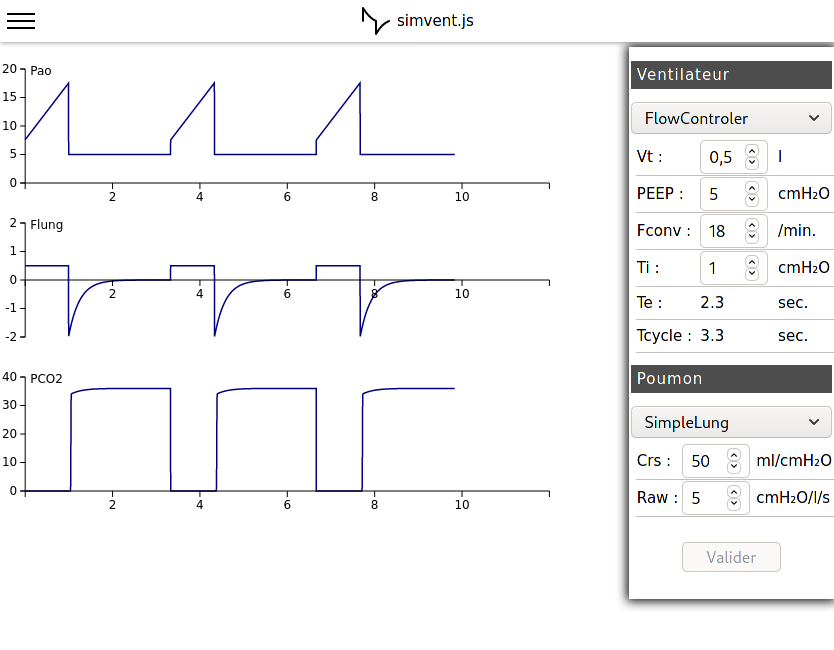 simvent.js
Pao
20
15
10
5
0
2 4 6 8 10
Flung
2
1
0
-1
-2
2 4 6 8 10
PCO2
40
30
20
10
0
2 4 6 8 10
Ventilateur
FlowControler
Vt : 0,5 l
PEEP : 5 cmH₂O
Fconv : 18 /min.
Ti : 1 cmH₂O
Te : 2.3 sec.
Tcycle : 3.3 sec.
Poumon
SimpleLung
Crs : 50 ml/cmH₂O
Raw : 5 cmH₂O/l/s
Valider